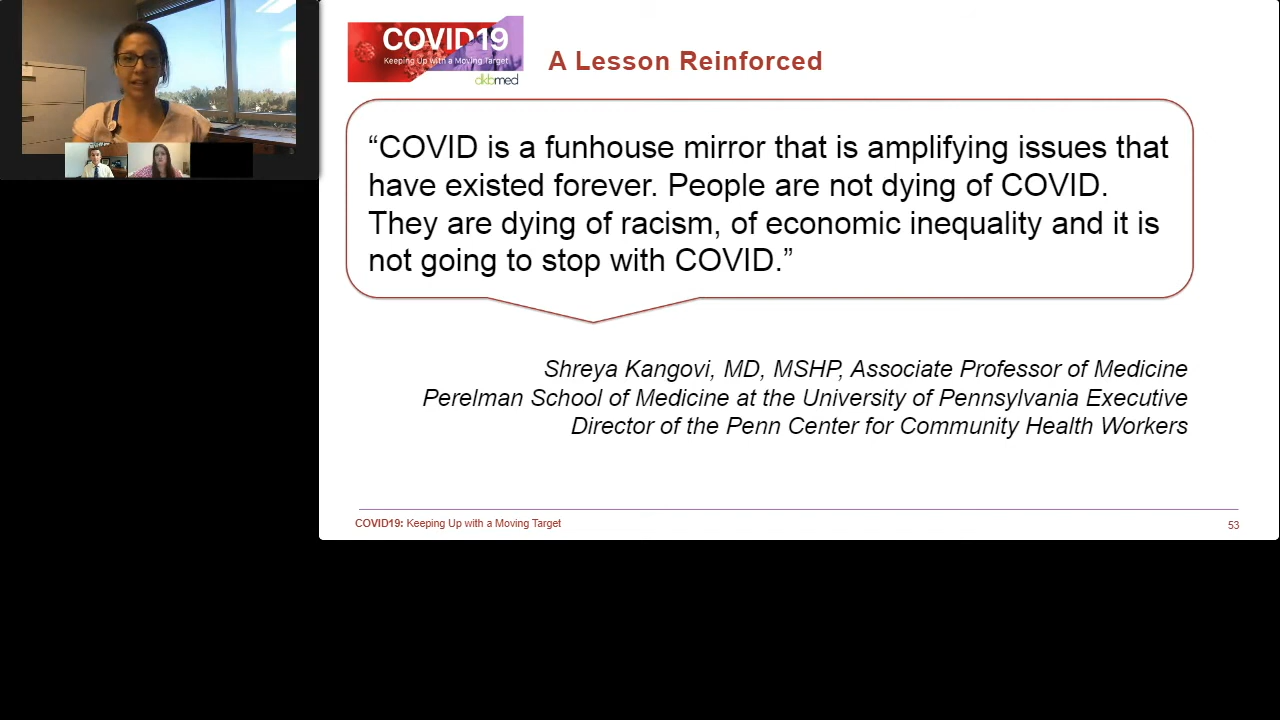 COVID19
Keeping Up with a Moving Target
dkbmed
A Lesson Reinforced
“COVID is a funhouse mirror that is amplifying issues that
have existed forever. People are not dying of COVID.
They are dying of racism, of economic inequality and it is
not going to stop with COVID.”
Shreya Kangovi, MD, MSHP, Associate Professor of Medicine
Perelman School of Medicine at the University of Pennsylvania Executive
Director of the Penn Center for Community Health Workers
COVID19: Keeping Up with a Moving Target
53